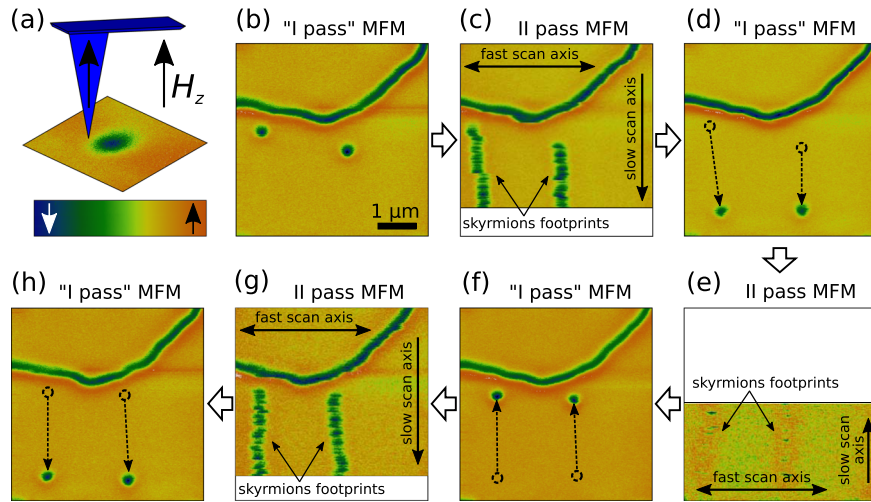 (a)
H_z
(b)
"I pass" MFM
1 µm
(c)
II pass MFM
fast scan axis
slow scan axis
skyrmions footprints
(d)
"I pass" MFM
(e)
II pass MFM
skyrmions footprints
slow scan
axis
fast scan axis
(f)
"I pass" MFM
(g)
II pass MFM
fast scan axis
slow scan axis
skyrmions footprints
(h)
"I pass" MFM